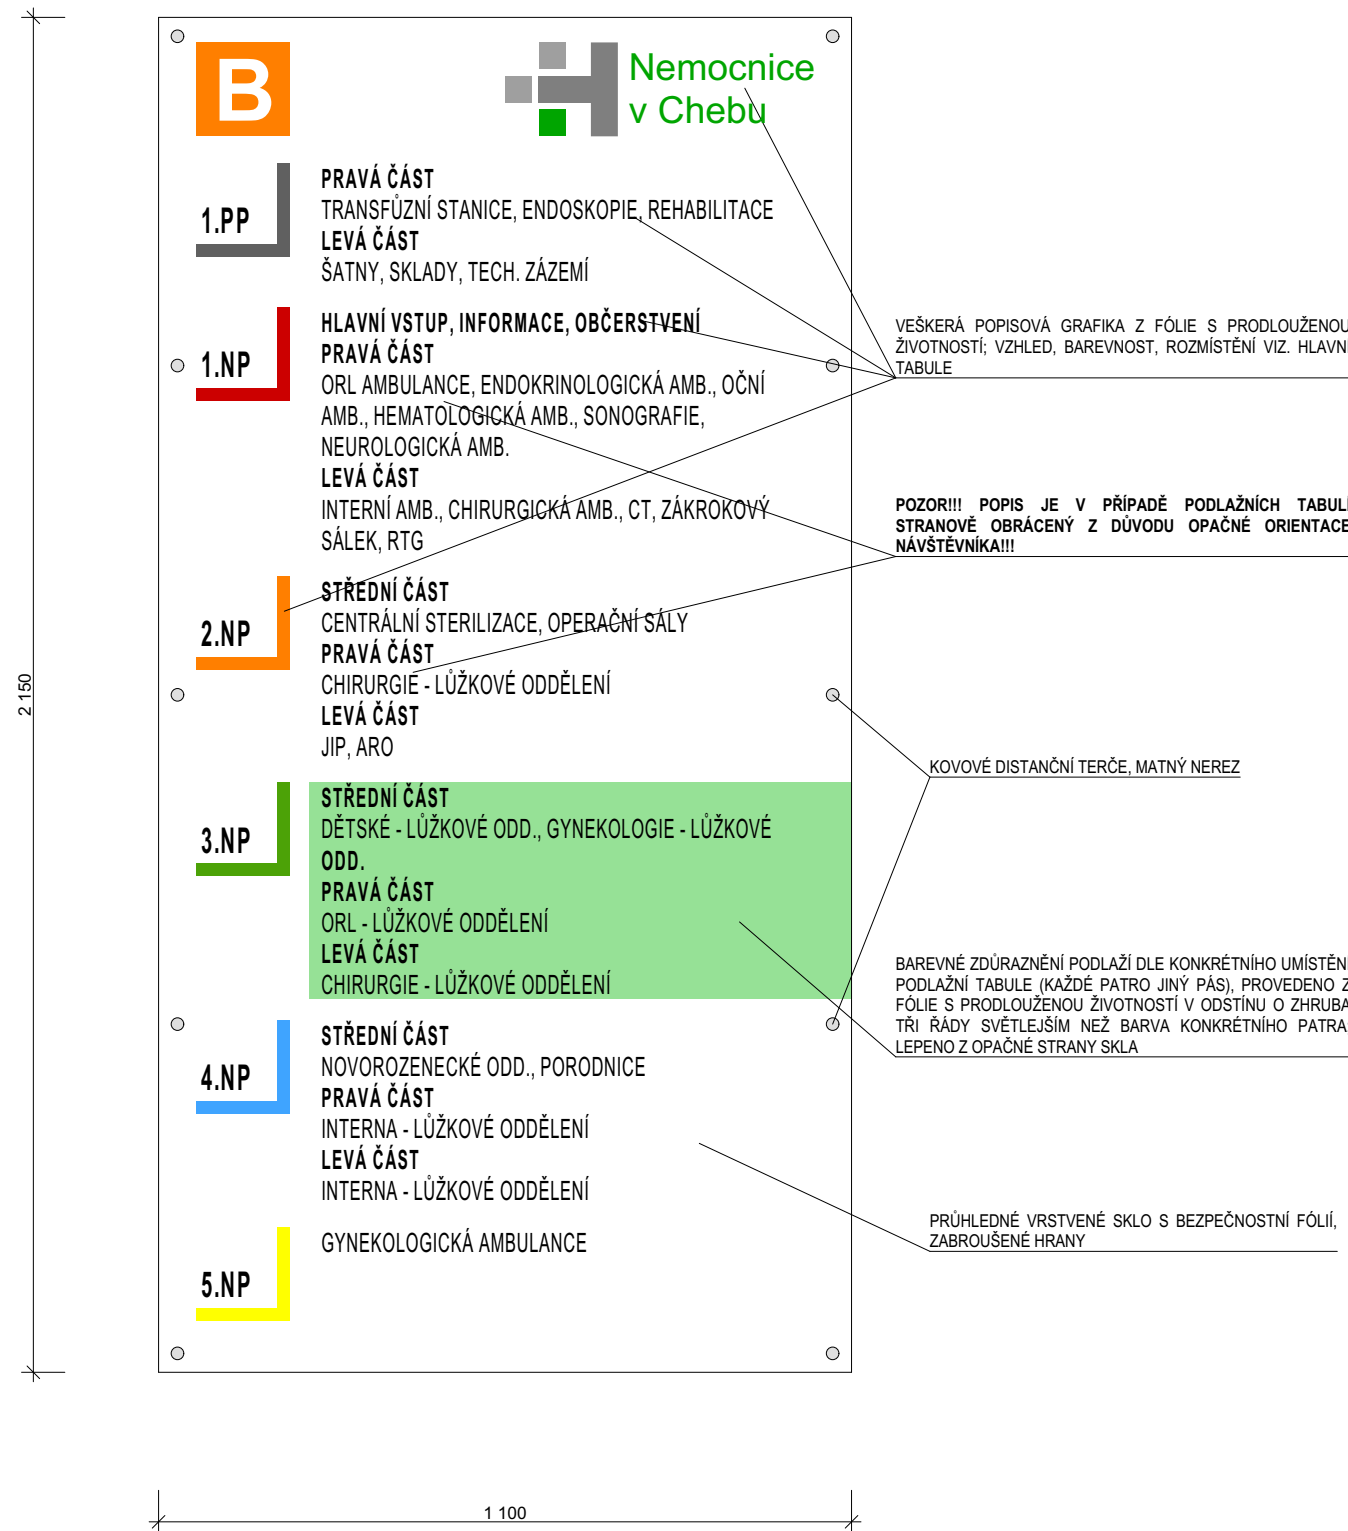 B
Nemocnice
v Chebu
1.PP
PRAVÁ ČÁST
TRANSFŮZNÍ STANICE, ENDOSKOPIE, REHABILITACE
LEVÁ ČÁST
ŠATNY, SKLADY, TECH. ZÁZEMÍ
1.NP
HLAVNÍ VSTUP, INFORMACE, OBČERSTVENÍ
PRAVÁ ČÁST
ORL AMBULANCE, ENDOKRINOLOGICKÁ AMB., OČNÍ
AMB., HEMATOLOGICKÁ AMB., SONOGRAFIE,
NEUROLOGICKÁ AMB.
LEVÁ ČÁST
INTERNÍ AMB., CHIRURGICKÁ AMB., CT, ZÁKROKOVÝ
SÁLEK, RTG
2.NP
STŘEDNÍ ČÁST
CENTRÁLNÍ STERILIZACE, OPERAČNÍ SÁLY
PRAVÁ ČÁST
CHIRURGIE - LŮŽKOVÉ ODDĚLENÍ
LEVÁ ČÁST
JIP, ARO
3.NP
STŘEDNÍ ČÁST
DĚTSKÉ - LŮŽKOVÉ ODD., GYNEKOLOGIE - LŮŽKOVÉ
ODD.
PRAVÁ ČÁST
ORL - LŮŽKOVÉ ODDĚLENÍ
LEVÁ ČÁST
CHIRURGIE - LŮŽKOVÉ ODDĚLENÍ
4.NP
STŘEDNÍ ČÁST
NOVOROZENECKÉ ODD., PORODNICE
PRAVÁ ČÁST
INTERNA - LŮŽKOVÉ ODDĚLENÍ
LEVÁ ČÁST
INTERNA - LŮŽKOVÉ ODDĚLENÍ
5.NP
GYNEKOLOGICKÁ AMBULANCE
VEŠKERÁ POPISOVÁ GRAFIKA Z FÓLIE S PRODLOUŽENOU
ŽIVOTNOSTÍ; VZHLED, BAREVNOST, ROZMÍSTĚNÍ VIZ. HLAVNÍ
TABULE
POZOR!!! POPIS JE V PŘÍPADĚ PODLAŽNÍCH TABULÍ
STRANOVĚ OBRÁCENÝ Z DŮVODU OPAČNÉ ORIENTACE
NÁVŠTĚVNÍKA!!!
KOVOVÉ DISTANČNÍ TERČE, MATNÝ NEREZ
BAREVNÉ ZDŮRAZNĚNÍ PODLAŽÍ DLE KONKRÉTNÍHO UMÍSTĚNÍ
PODLAŽNÍ TABULE (KAŽDÉ PATRO JINÝ PÁS), PROVEDENO Z
FÓLIE S PRODLOUŽENOU ŽIVOTNOSTÍ V ODSTÍNU O ZHRUBA
TŘI ŘÁDY SVĚTLEJŠÍM NEŽ BARVA KONKRÉTNÍHO PATRA
LEPENO Z OPAČNÉ STRANY SKLA
PRŮHLEDNÉ VRSTVENÉ SKLO S BEZPEČNOSTNÍ FÓLIÍ,
ZABROUŠENÉ HRANY
2 150
1 100